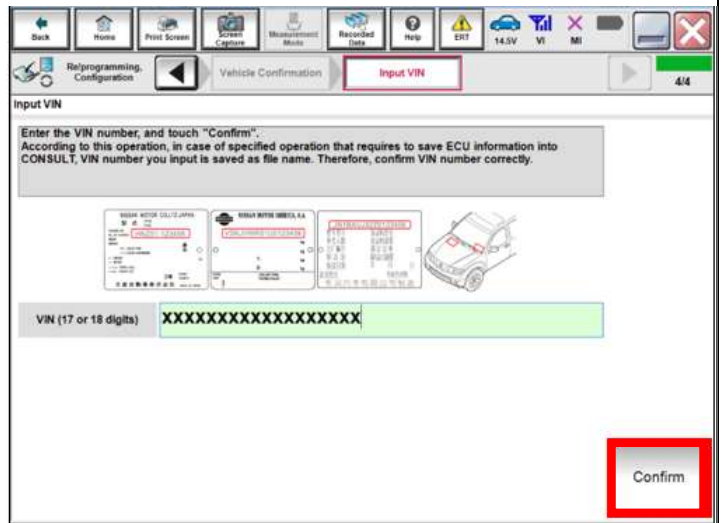 Back
Home
Print Screen
Screen Capture
Measurement Mode
Recorded Data
Help
ERT
14.5V
VI
MI
Re/programming, Configuration
Vehicle Confirmation
Input VIN
4/4
Input VIN
Enter the VIN number, and touch "Confirm".
According to this operation, in case of specified operation that requires to save ECU information into
CONSULT, VIN number you input is saved as file name. Therefore, confirm VIN number correctly.
VIN (17 or 18 digits)
XXXXXXXXXXXXXXXXXX
Confirm